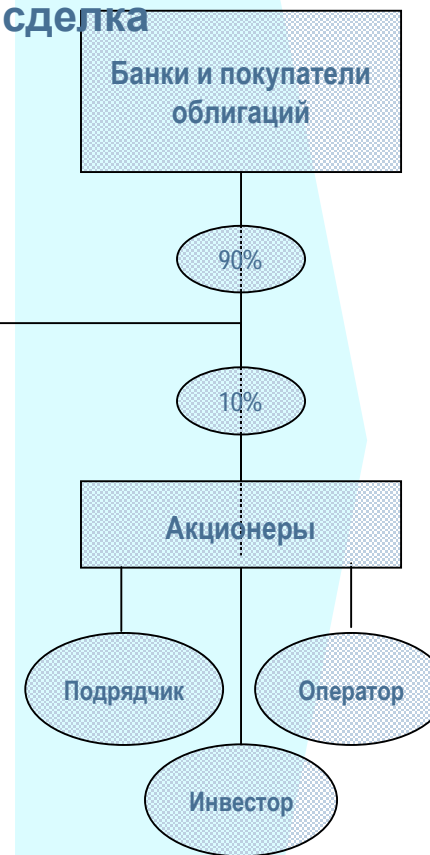 сделка
Банки и покупатели
облигаций
90%
10%
Акционеры
Подрядчик
Оператор
Инвестор